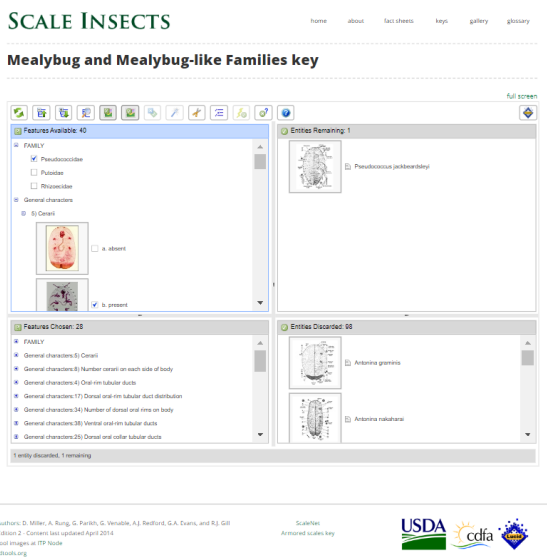 SCALE INSECTS
home about fact sheets keys gallery glossary
Mealybug and Mealybug-like Families key
full screen
Features Available: 40
FAMILY
Pseudococcidae
Putoidae
Rhizoecidae
General characters
5) Cerarii
a. absent
b. present
Entities Remaining: 1
Pseudococcus jackbeardsleyi
Features Chosen: 28
FAMILY
General characters:5) Cerarii
General characters:8) Number cerarii on each side of body
General characters:4) Oral-rim tubular ducts
General characters:17) Dorsal oral-rim tubular duct distribution
General characters:34) Number of dorsal oral rims on body
General characters:38) Ventral oral-rim tubular ducts
General characters:25) Dorsal oral collar tubular ducts
Entities Discarded: 98
Antonina graminis
Antonina nakaharai
1 entity discarded, 1 remaining
uthors: D. Miller, A. Rung, G. Parikh, G. Venable, A.J. Redford, G.A. Evans, and R.J. Gill
dition 2 - Content last updated April 2014
ool images at ITP Node
dtools.org
ScaleNet
Armored scales key
USDA
cdfa
Lucid